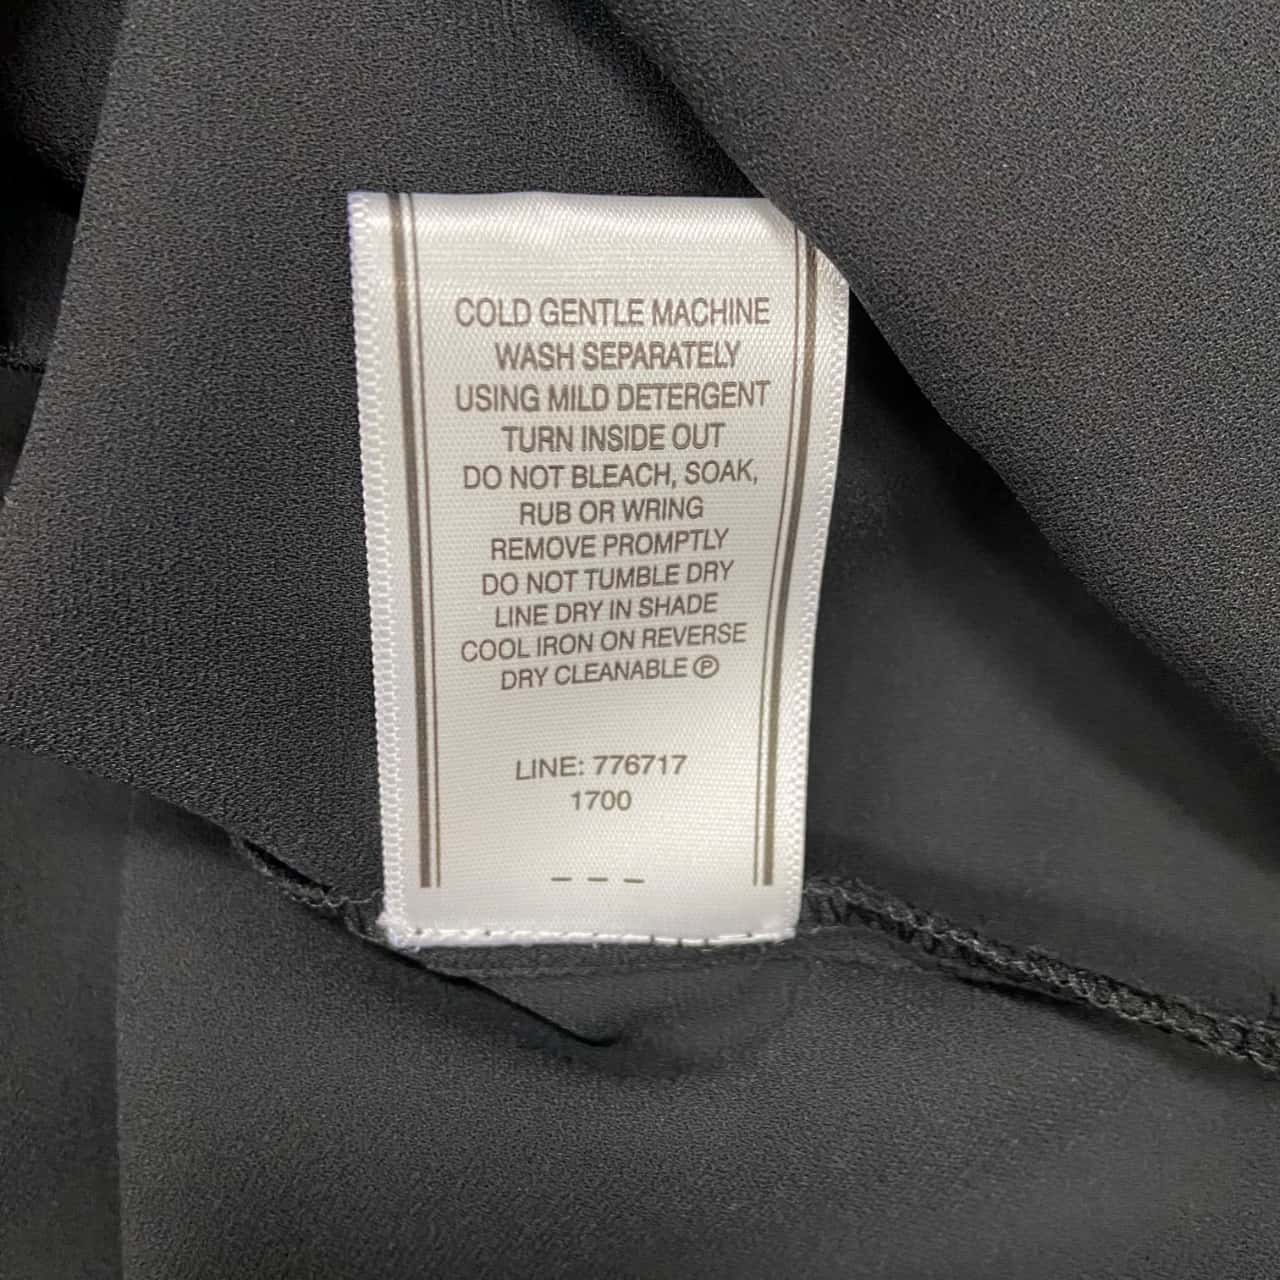 COLD GENTLE MACHINE
WASH SEPARATELY
USING MILD DETERGENT
TURN INSIDE OUT
DO NOT BLEACH, SOAK,
RUB OR WRING
REMOVE PROMPTLY
DO NOT TUMBLE DRY
LINE DRY IN SHADE
COOL IRON ON REVERSE
DRY CLEANABLE Ⓟ
LINE: 776717
1700
– – –